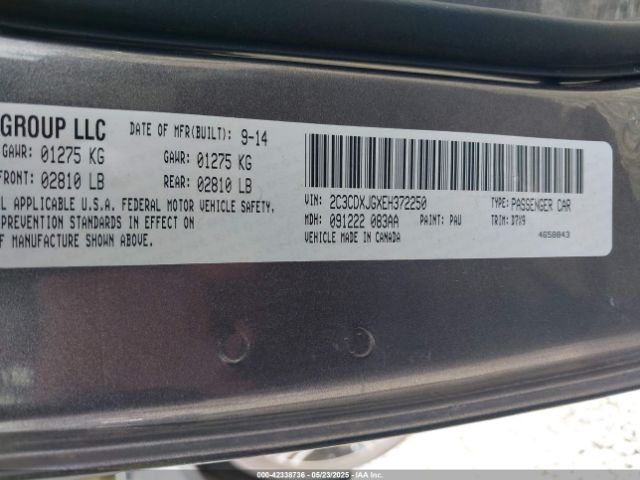 GROUP LLC DATE OF MFR(BUILT): 9-14
GAWR: 01275 KG GAWR: 01275 KG
FRONT: 02810 LB REAR: 02810 LB
APPLICABLE U.S.A. FEDERAL MOTOR VEHICLE SAFETY,
PREVENTION STANDARDS IN EFFECT ON
OF MANUFACTURE SHOWN ABOVE.
VIN: 2C3CDXJGXEH372250 TYPE: PASSENGER CAR
MDH: 091222 083AA PAINT: PAU TRIM: D7X9
VEHICLE MADE IN CANADA 4658843
000-42338736 - 05/23/2025 - IAA Inc.